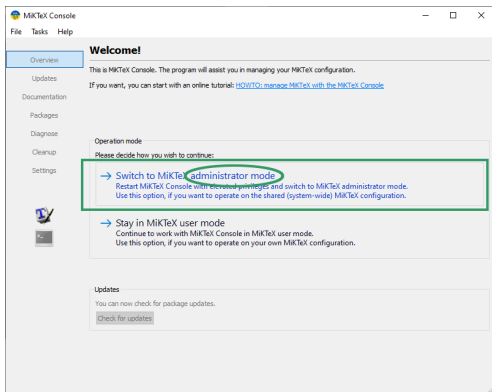 MiKTeX Console
File Tasks Help
Overview
Updates
Documentation
Packages
Diagnose
Cleanup
Settings
Welcome!
This is MiKTeX Console. The program will assist you in managing your MiKTeX configuration.
If you want, you can start with an online tutorial: HOWTO: manage MiKTeX with the MiKTeX Console
Operation mode
Please decide how you wish to continue:
Switch to MiKTeX administrator mode
Restart MiKTeX Console with elevated privileges and switch to MiKTeX administrator mode.
Use this option, if you want to operate on the shared (system-wide) MiKTeX configuration.
Stay in MiKTeX user mode
Continue to work with MiKTeX Console in MiKTeX user mode.
Use this option, if you want to operate on your own MiKTeX configuration.
Updates
You can now check for package updates.
Check for updates